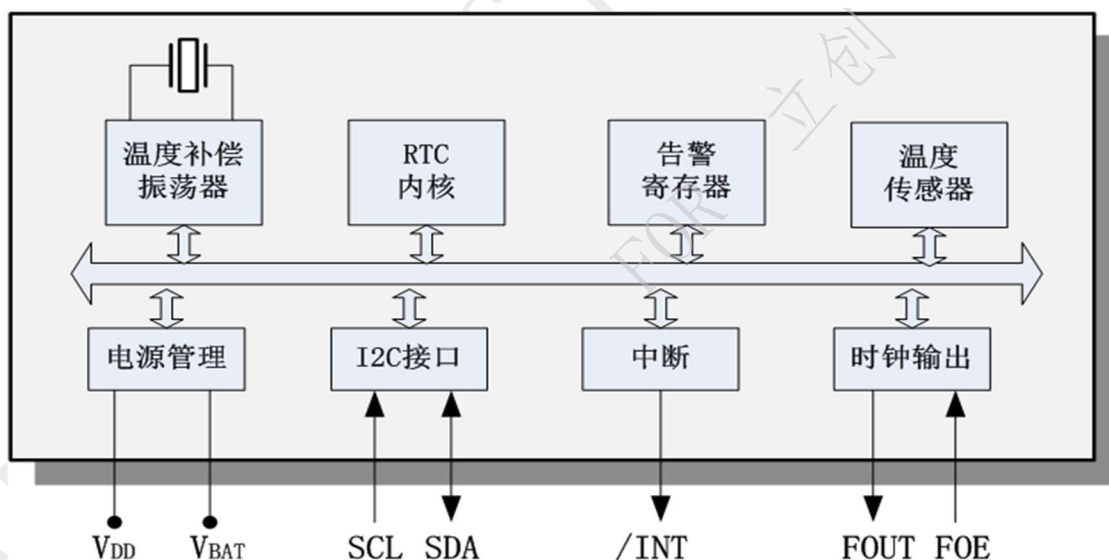 温度补偿
振荡器
RTC
内核
告警
寄存器
温度
传感器
电源管理
I2C接口
中断
时钟输出
VDD VBAT SCL SDA /INT FOUT FOE
FOR 立创